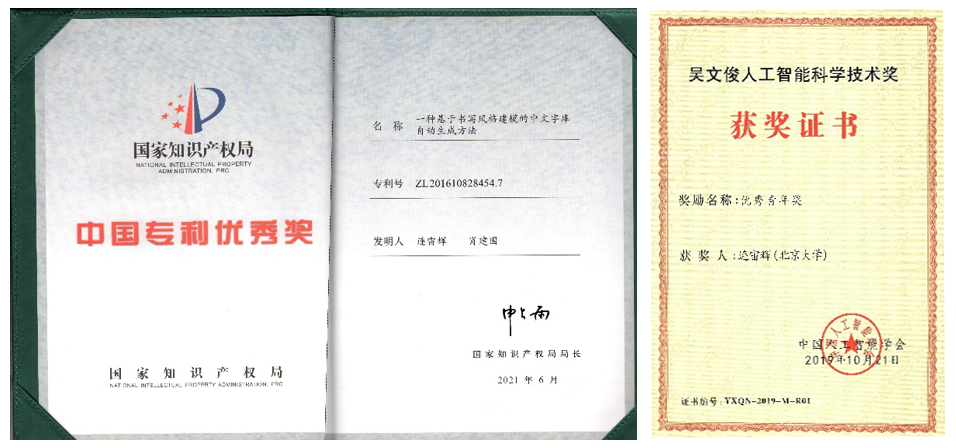 国家知识产权局
NATIONAL INTELLECTUAL PROPERTY
ADMINISTRATION, PRC
中国专利优秀奖
国家知识产权局
NATIONAL INTELLECTUAL PROPERTY ADMINISTRATION, PRC
名 称 一种基于书写风格建模的中文字库
自动生成方法
专利号 ZL201610828454.7
发明人 连宙辉 肖建国
申长雨
国家知识产权局局长
2021 年 6 月
吴文俊人工智能科学技术奖
获奖证书
奖励名称:优秀青年奖
获 奖 人:连宙辉(北京大学)
中国人工智能学会
2019年10月21日
证书编号:YXQN-2019-M-R01